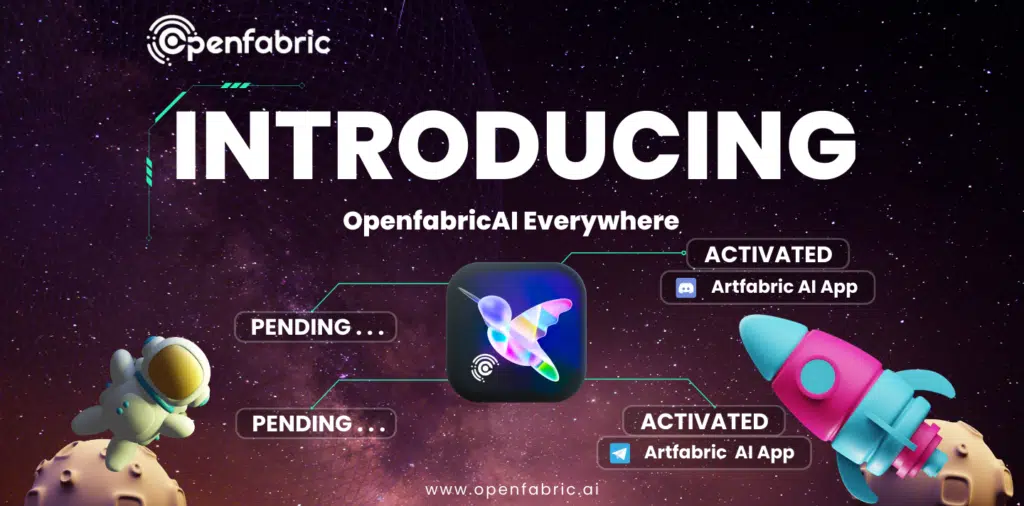 Openfabric
INTRODUCING
OpenfabricAI Everywhere
ACTIVATED
Artfabric AI App
PENDING . . .
PENDING . . .
ACTIVATED
Artfabric AI App
www.openfabric.ai